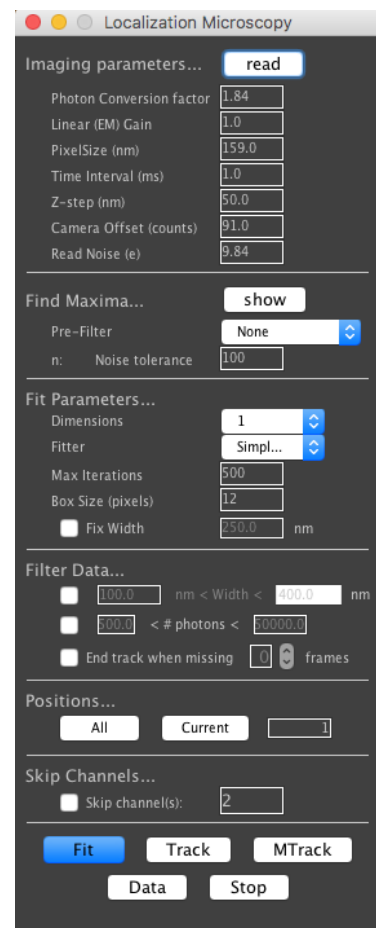 Localization Microscopy
Imaging parameters... read
Photon Conversion factor 1.84
Linear (EM) Gain 1.0
PixelSize (nm) 159.0
Time Interval (ms) 1.0
Z-step (nm) 50.0
Camera Offset (counts) 91.0
Read Noise (e) 9.84
Find Maxima... show
Pre-Filter None
n: Noise tolerance 100
Fit Parameters...
Dimensions 1
Fitter Simpl...
Max Iterations 500
Box Size (pixels) 12
Fix Width 250.0 nm
Filter Data...
100.0 nm < Width < 400.0 nm
500.0 < # photons < 50000.0
End track when missing 0 frames
Positions...
All Current 1
Skip Channels...
Skip channel(s): 2
Fit Track MTrack
Data Stop